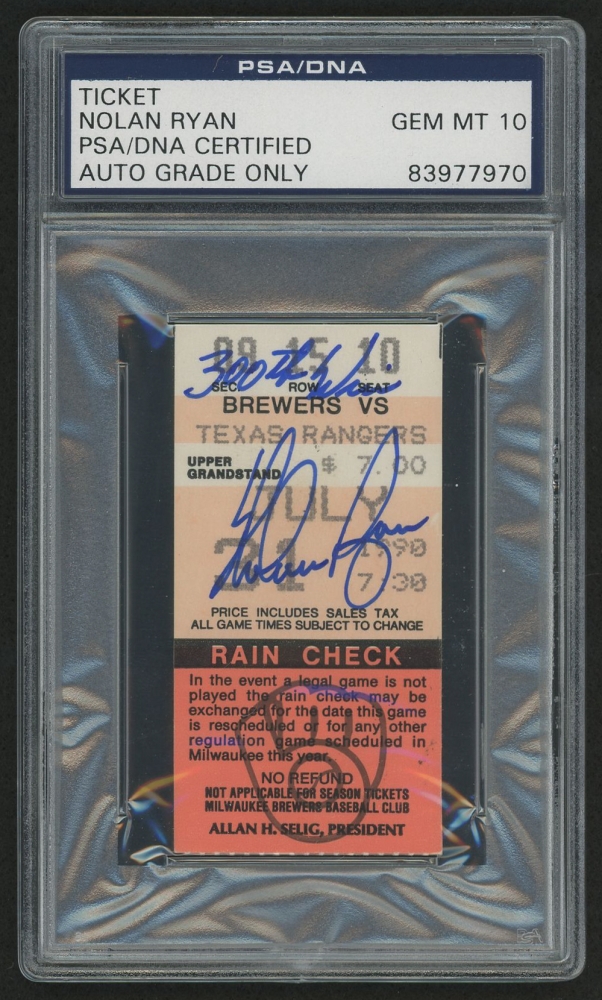 PSA/DNA
TICKET
NOLAN RYAN GEM MT 10
PSA/DNA CERTIFIED
AUTO GRADE ONLY 83977970
09 15 10
300th Win
SEC ROW SEAT
BREWERS VS
TEXAS RANGERS
UPPER GRANDSTAND $ 7.00
JULY
31 1990
7:30
Nolan Ryan
PRICE INCLUDES SALES TAX
ALL GAME TIMES SUBJECT TO CHANGE
RAIN CHECK
In the event a legal game is not
played the rain check may be
exchanged for the date this game
is rescheduled or for any other
regulation game scheduled in
Milwaukee this year.
NO REFUND
NOT APPLICABLE FOR SEASON TICKETS
MILWAUKEE BREWERS BASEBALL CLUB
ALLAN H. SELIG, PRESIDENT